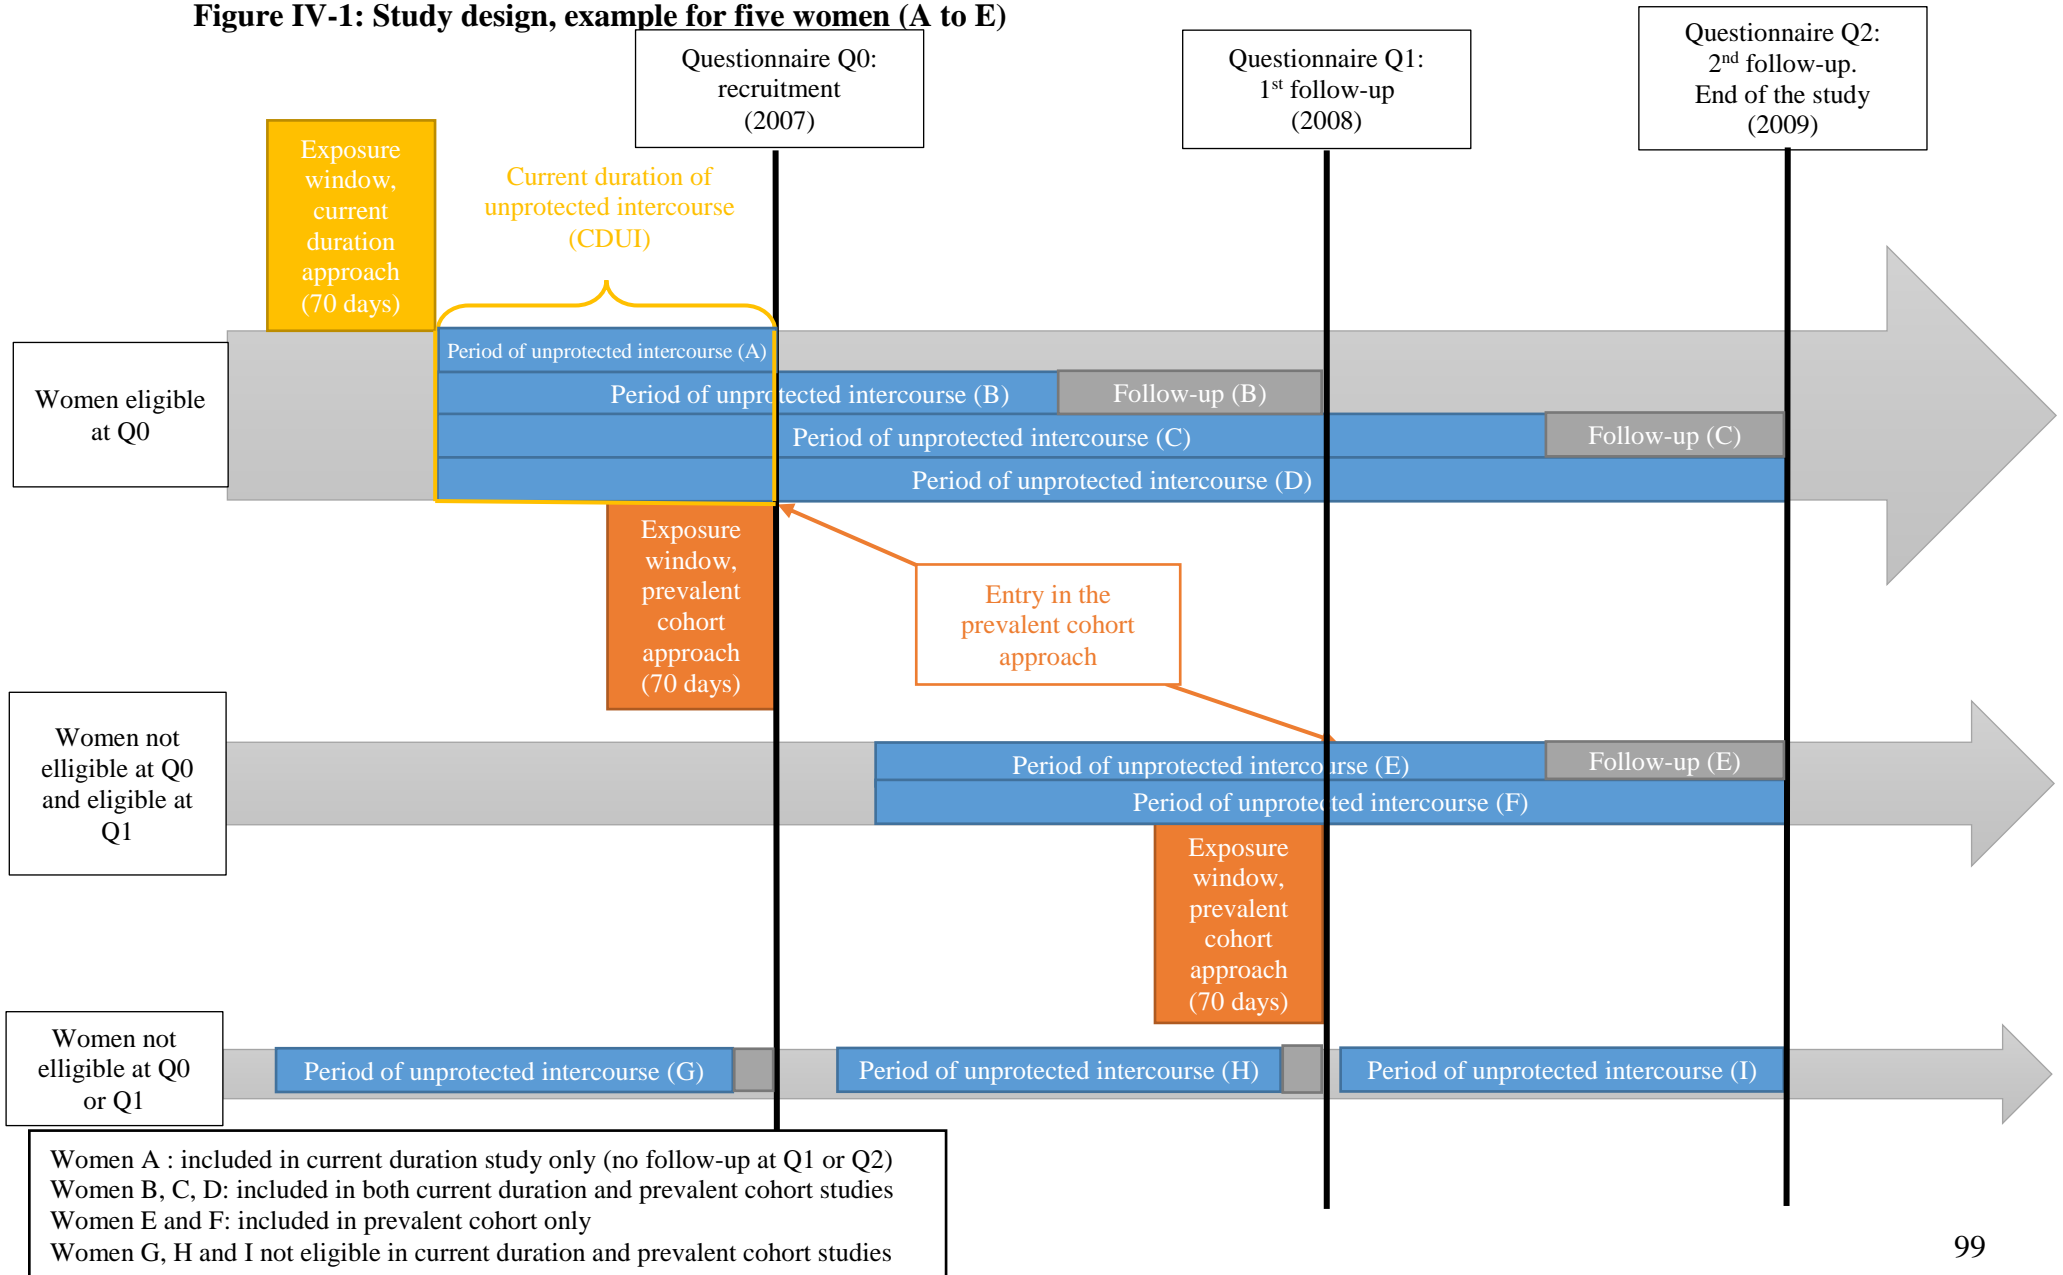 Figure IV-1: Study design, example for five women (A to E)
Questionnaire Q0:
recruitment
(2007)
Questionnaire Q1:
1st follow-up
(2008)
Questionnaire Q2:
2nd follow-up.
End of the study
(2009)
Exposure
window,
current
duration
approach
(70 days)
Current duration of
unprotected intercourse
(CDUI)
Women eligible
at Q0
Period of unprotected intercourse (A)
Period of unprotected intercourse (B)
Follow-up (B)
Period of unprotected intercourse (C)
Follow-up (C)
Period of unprotected intercourse (D)
Exposure
window,
prevalent
cohort
approach
(70 days)
Entry in the
prevalent cohort
approach
Women not
elligible at Q0
and eligible at
Q1
Period of unprotected intercourse (E)
Follow-up (E)
Period of unprotected intercourse (F)
Exposure
window,
prevalent
cohort
approach
(70 days)
Women not
elligible at Q0
or Q1
Period of unprotected intercourse (G)
Period of unprotected intercourse (H)
Period of unprotected intercourse (I)
Women A : included in current duration study only (no follow-up at Q1 or Q2)
Women B, C, D: included in both current duration and prevalent cohort studies
Women E and F: included in prevalent cohort only
Women G, H and I not eligible in current duration and prevalent cohort studies
99